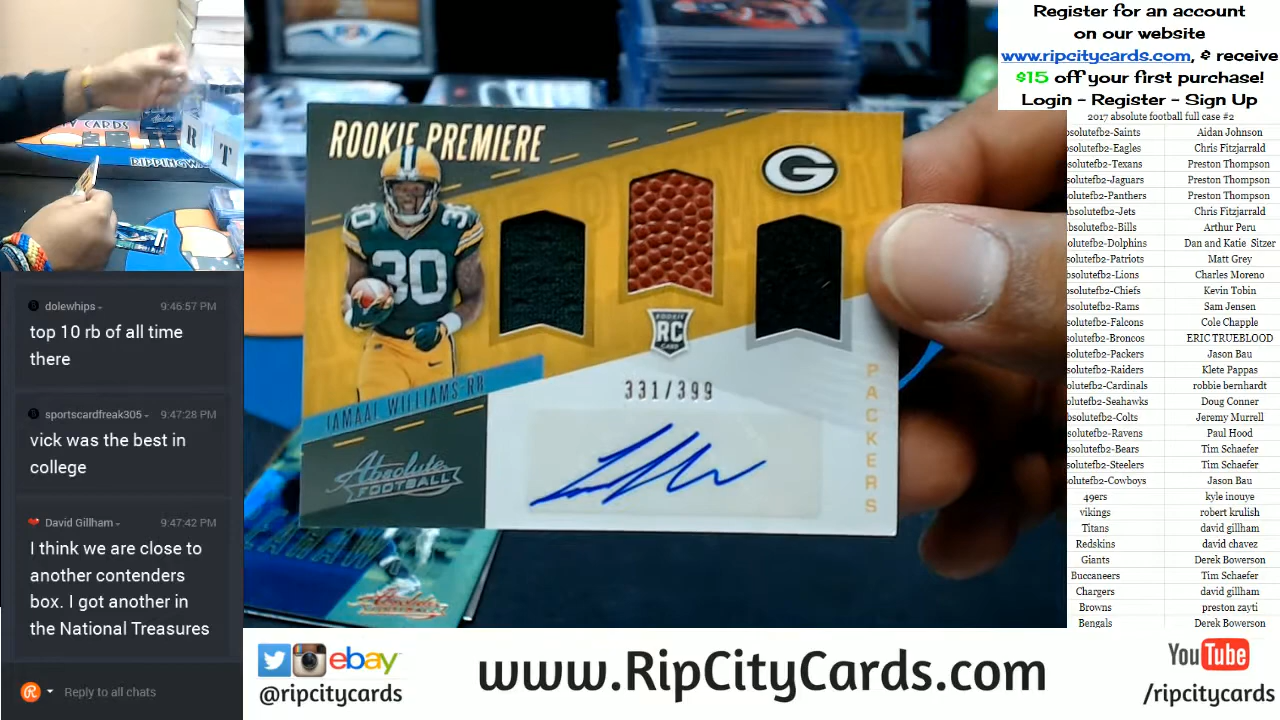 Register for an account
on our website
www.ripcitycards.com, & receive
$15 off your first purchase!
Login - Register - Sign Up
2017 absolute football full case #2
bsolutefb2-Saints Aidan Johnson
solutefb2-Eagles Chris Fitzjarrald
solutefb2-Texans Preston Thompson
solutefb2-Jaguars Preston Thompson
solutefb2-Panthers Preston Thompson
absolutefb2-Jets Chris Fitzjarrald
absolutefb2-Bills Arthur Peru
olutefb2-Dolphins Dan and Katie Sitzer
solutefb2-Patriots Matt Grey
bsolutefb2-Lions Charles Moreno
solutefb2-Chiefs Kevin Tobin
bsolutefb2-Rams Sam Jensen
solutefb2-Falcons Cole Chapple
solutefb2-Broncos ERIC TRUEBLOOD
solutefb2-Packers Jason Bau
solutefb2-Raiders Klete Pappas
olutefb2-Cardinals robbie bernhardt
lutefb2-Seahawks Doug Conner
bsolutefb2-Colts Jeremy Murrell
solutefb2-Ravens Paul Hood
bsolutefb2-Bears Tim Schaefer
solutefb2-Steelers Tim Schaefer
olutefb2-Cowboys Jason Bau
49ers kyle inouye
vikings robert krulish
Titans david gillham
Redskins david chavez
Giants Derek Bowerson
Buccaneers Tim Schaefer
Chargers david gillham
Browns preston zayti
Bengals Derek Bowerson
CARDS
RIPPINGW
R T
dolewhips 9:46:57 PM
top 10 rb of all time
there
sportscardfreak305 9:47:28 PM
vick was the best in
college
David Gillham 9:47:42 PM
I think we are close to
another contenders
box. I got another in
the National Treasures
Reply to all chats
ROOKIE PREMIERE
G
30
30
ROOKIE
RC
CARD
331/399
JAMAAL WILLIAMS-RB
Absolute
FOOTBALL
PACKERS
ebay
@ripcitycards
www.RipCityCards.com
YouTube
/ripcitycards